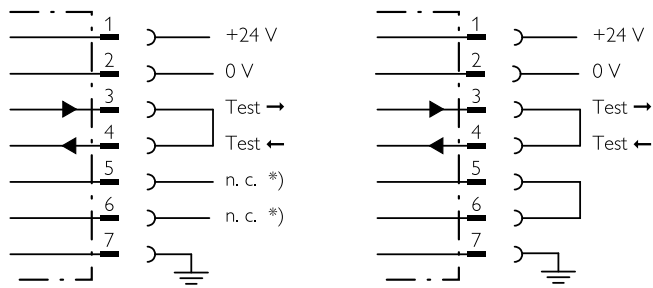 1 +24 V
2 0 V
3 Test →
4 Test ←
5 n. c. *)
6 n. c. *)
7
1 +24 V
2 0 V
3 Test →
4 Test ←
5
6
7